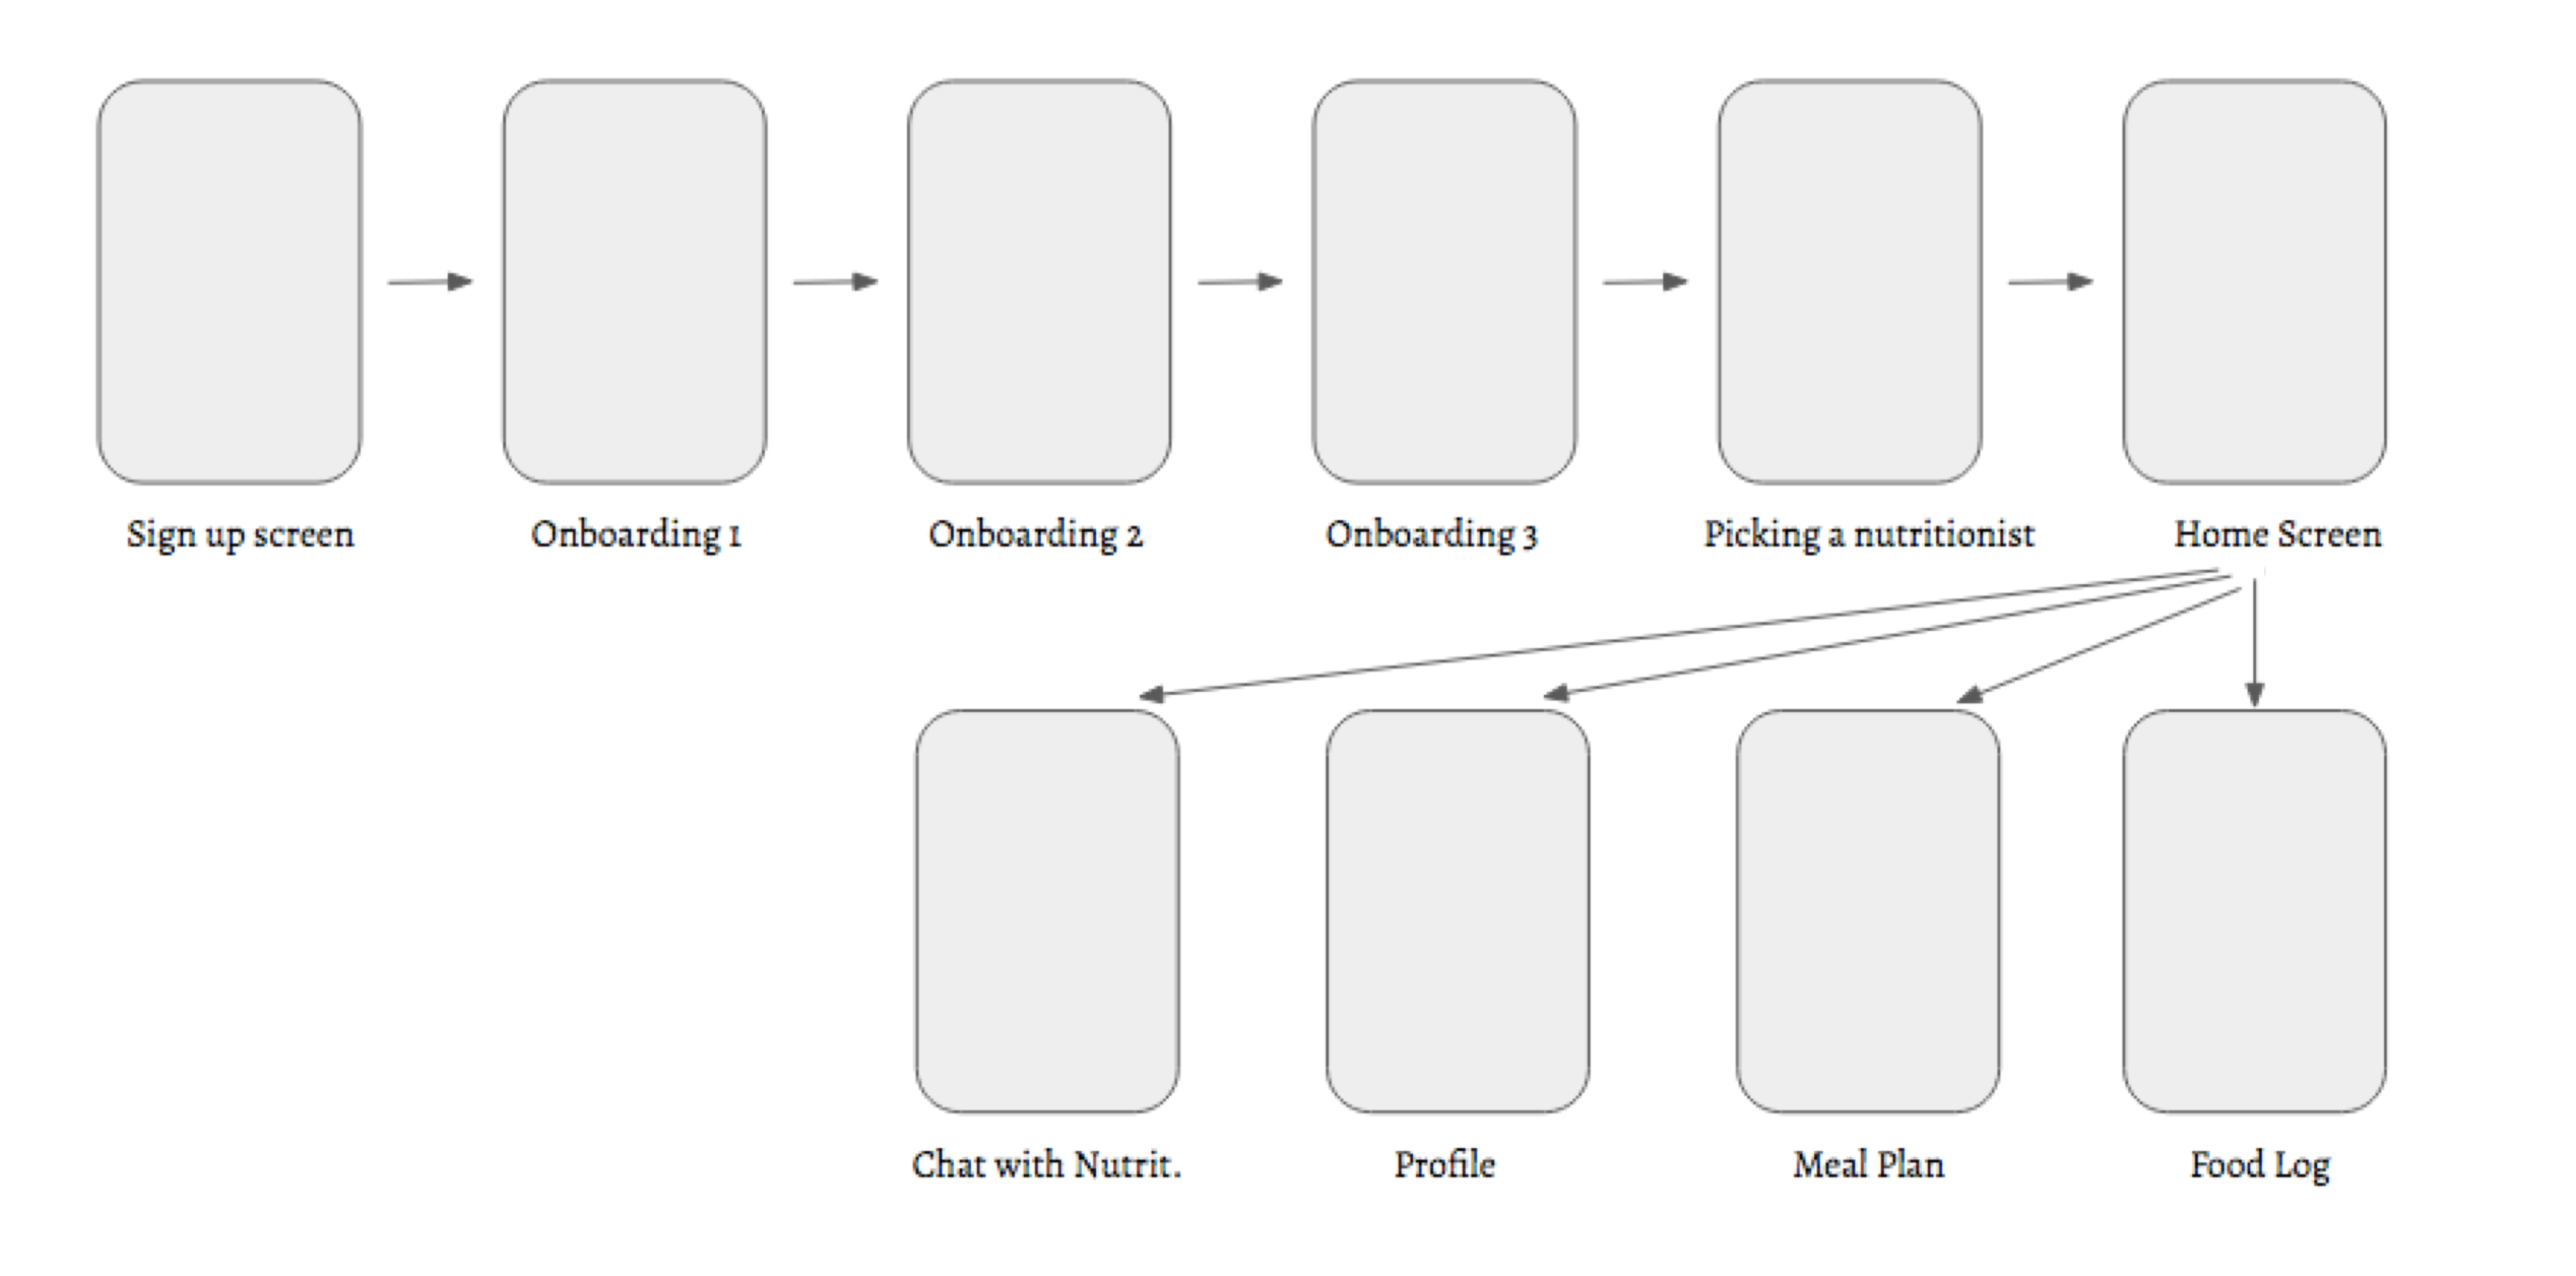 Sign up screen
Onboarding 1
Onboarding 2
Onboarding 3
Picking a nutritionist
Home Screen
Chat with Nutrit.
Profile
Meal Plan
Food Log